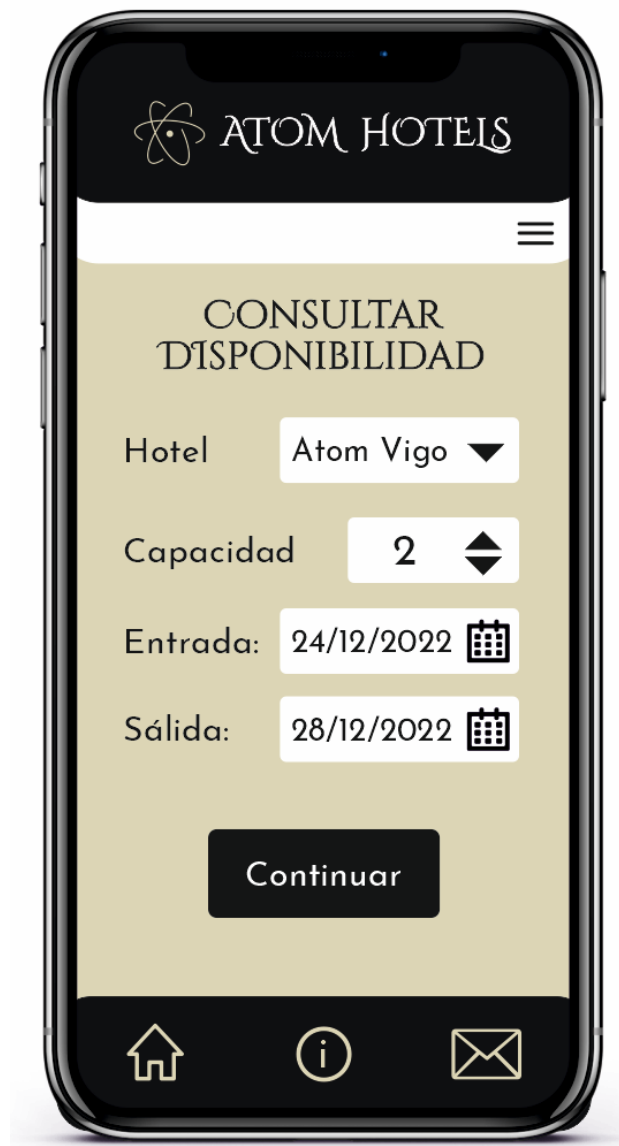 ATOM HOTELS
CONSULTAR
DISPONIBILIDAD
Hotel Atom Vigo
Capacidad 2
Entrada: 24/12/2022
Sálida: 28/12/2022
Continuar
i